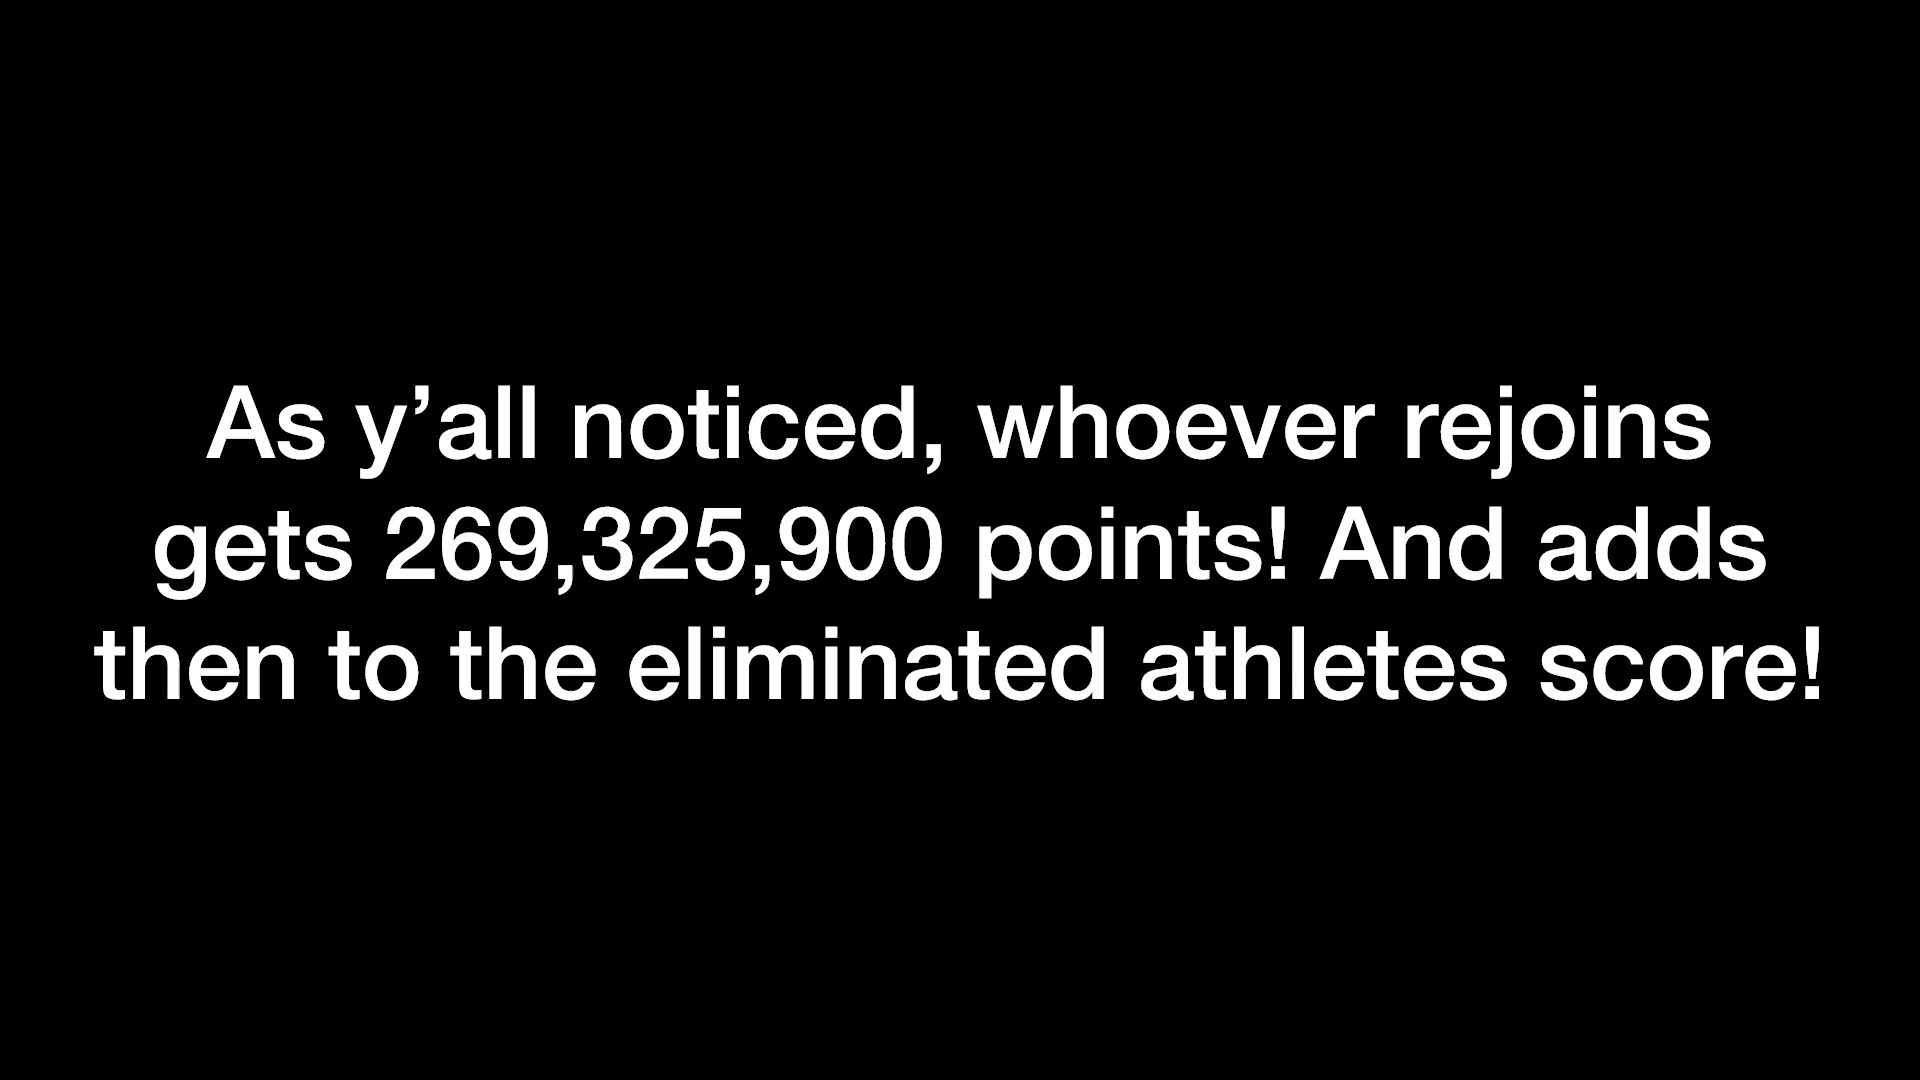 As y’all noticed, whoever rejoins
gets 269,325,900 points! And adds
then to the eliminated athletes score!